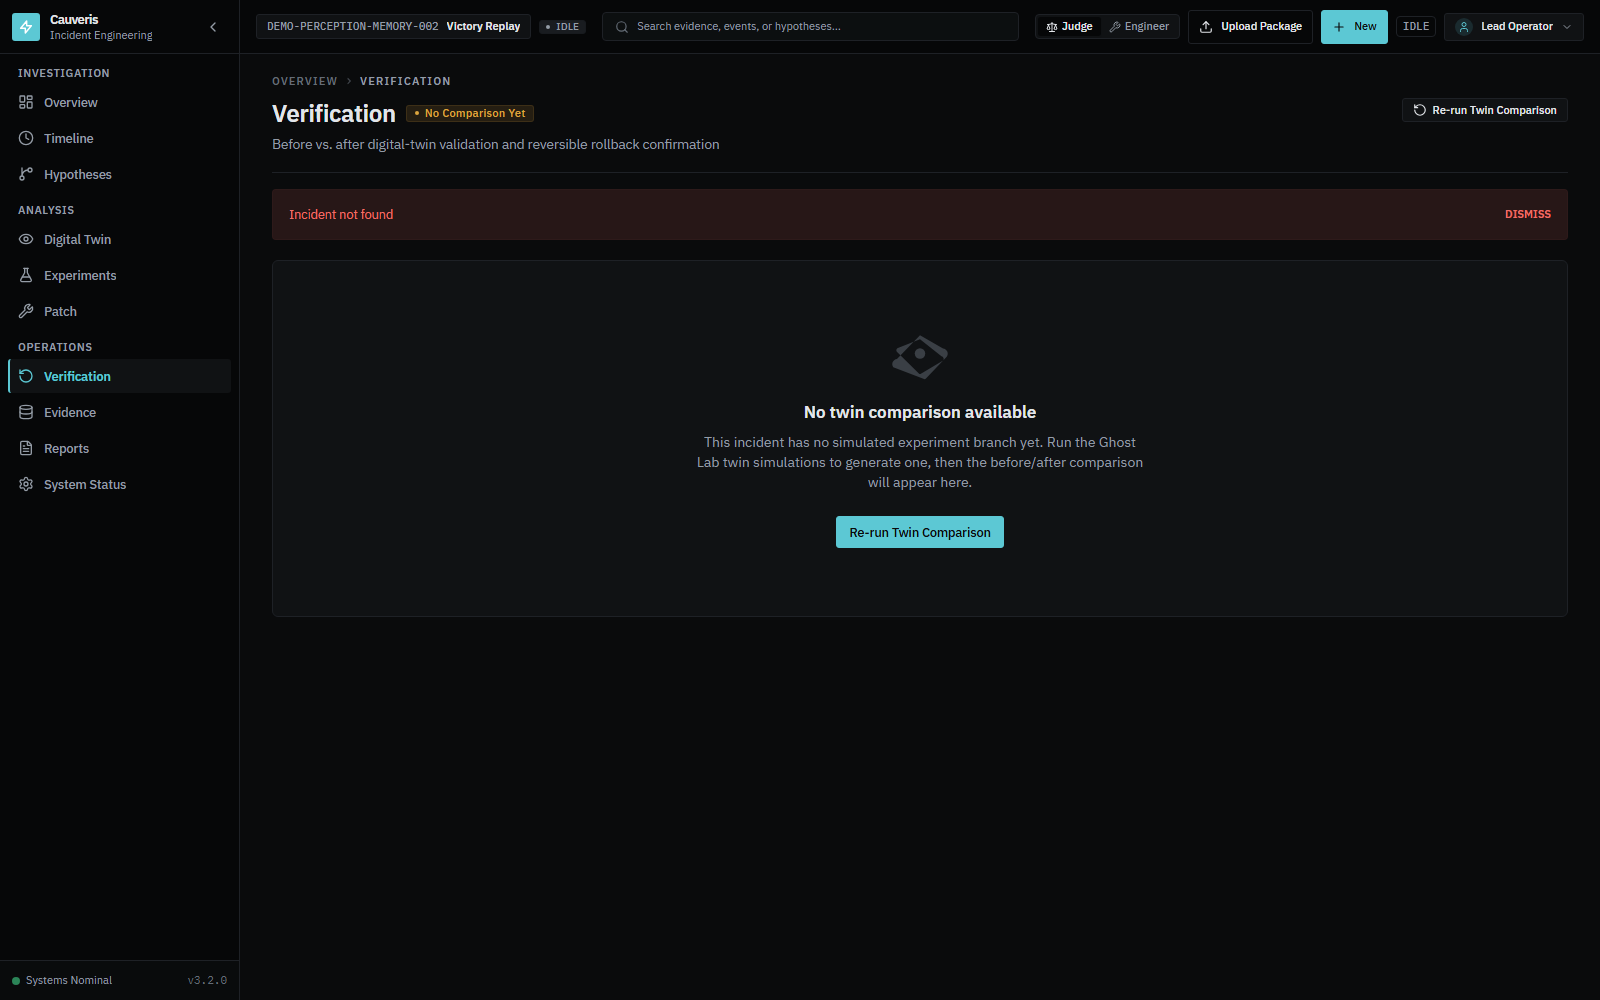 Cauveris
Incident Engineering
DEMO-PERCEPTION-MEMORY-002 Victory Replay
IDLE
Search evidence, events, or hypotheses...
Judge
Engineer
Upload Package
New
IDLE
Lead Operator
INVESTIGATION
Overview
Timeline
Hypotheses
ANALYSIS
Digital Twin
Experiments
Patch
OPERATIONS
Verification
Evidence
Reports
System Status
Systems Nominal
v3.2.0
OVERVIEW > VERIFICATION
Verification
No Comparison Yet
Re-run Twin Comparison
Before vs. after digital-twin validation and reversible rollback confirmation
Incident not found
DISMISS
No twin comparison available
This incident has no simulated experiment branch yet. Run the Ghost
Lab twin simulations to generate one, then the before/after comparison
will appear here.
Re-run Twin Comparison